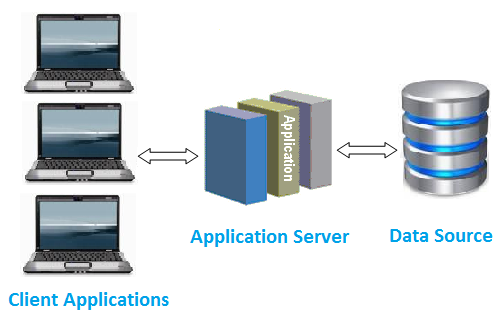 Application
Application Server
Data Source
Client Applications